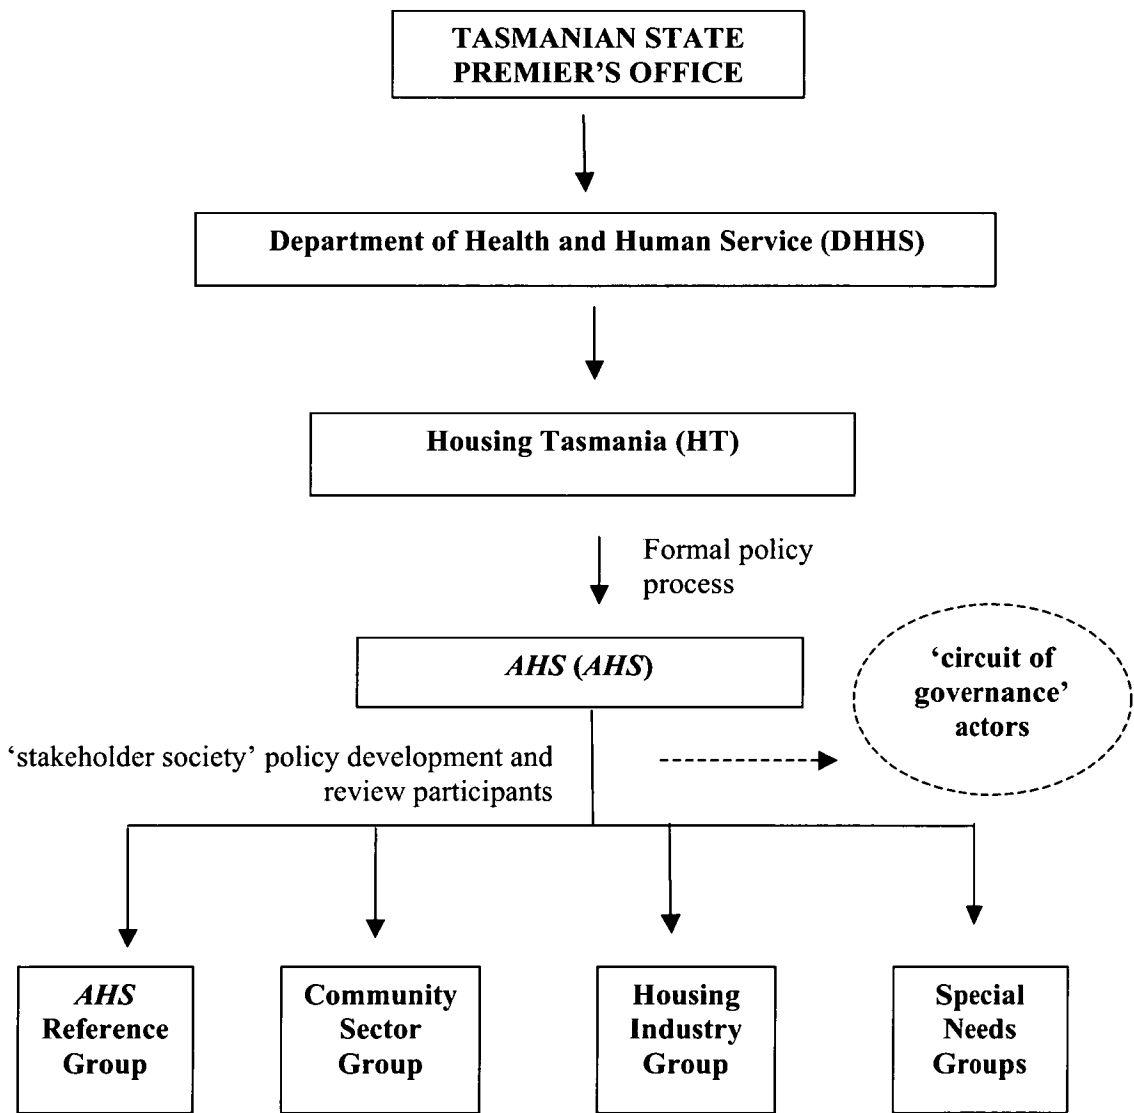 TASMANIAN STATE
PREMIER’S OFFICE
Department of Health and Human Service (DHHS)
Housing Tasmania (HT)
Formal policy
process
AHS (AHS)
‘circuit of
governance’
actors
‘stakeholder society’ policy development and
review participants
AHS
Reference
Group
Community
Sector
Group
Housing
Industry
Group
Special
Needs
Groups